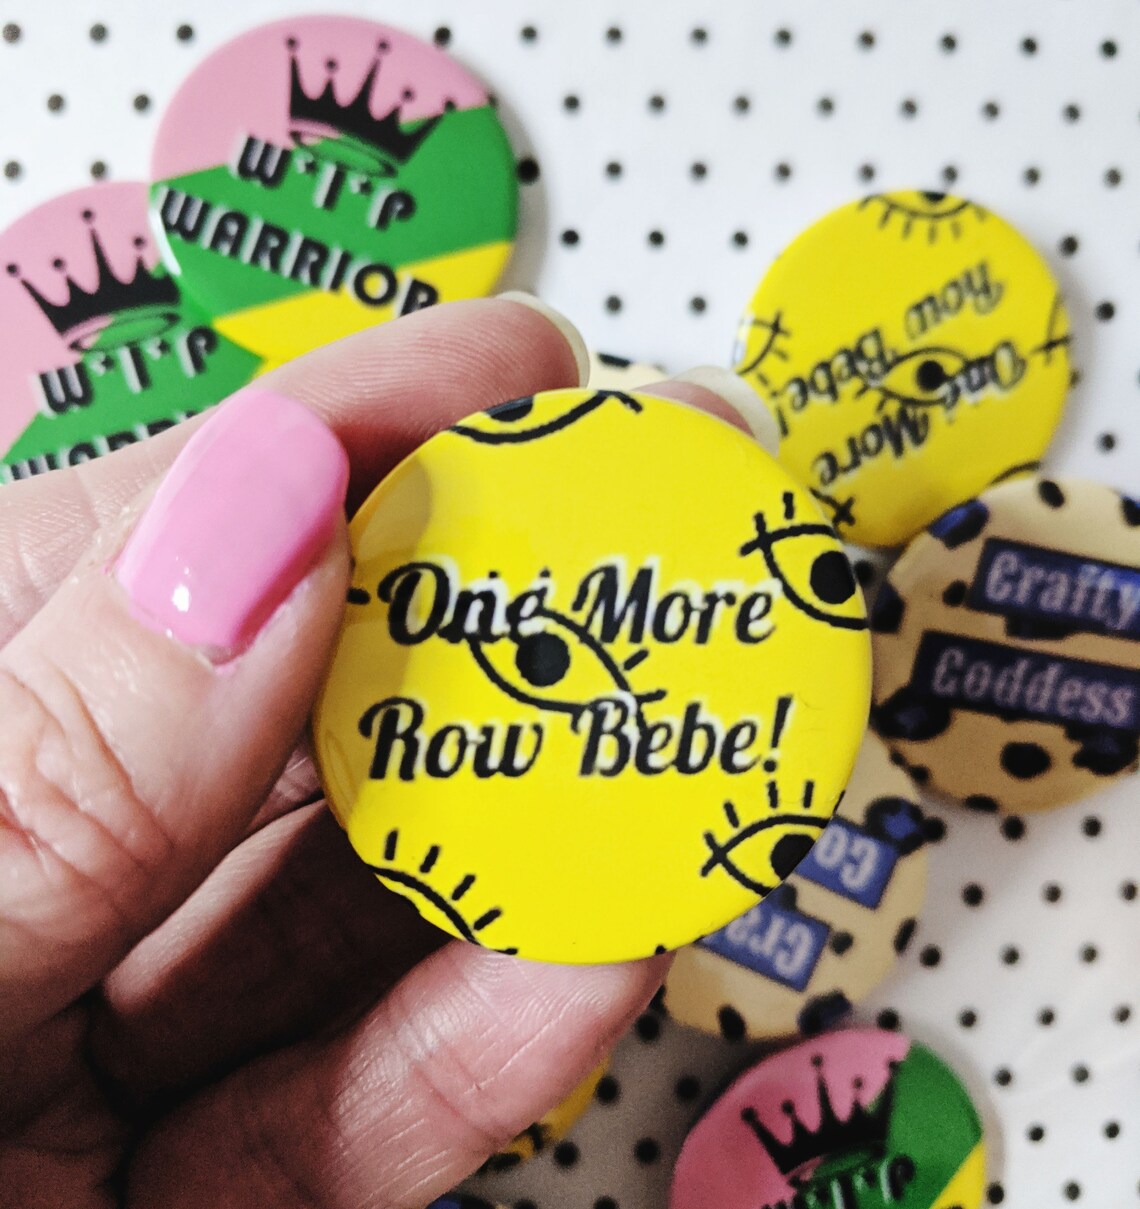 W*I*P
WARRIOR
W*I*P
One More
Row Bebe!
One More
Row Bebe!
Crafty
Goddess
W*I*P